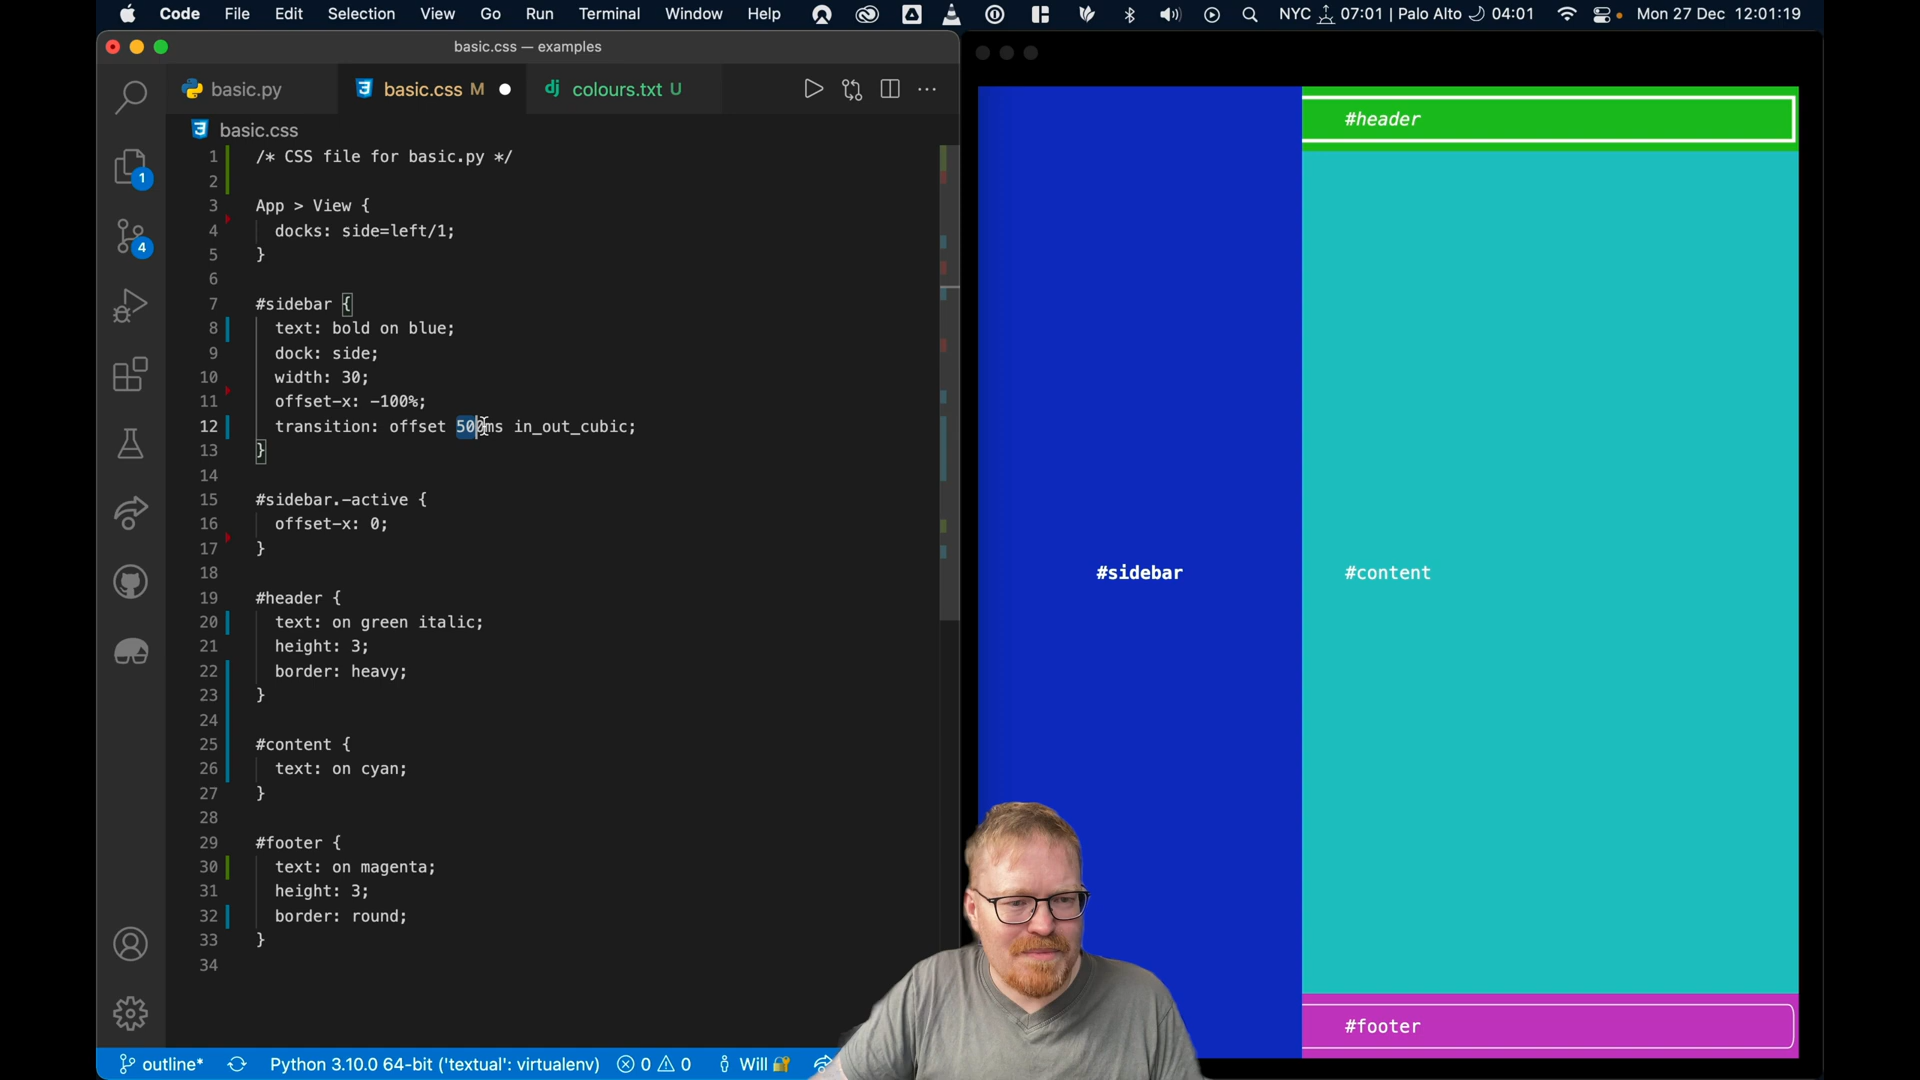 Code File Edit Selection View Go Run Terminal Window Help NYC 07:01 | Palo Alto 04:01 Mon 27 Dec 12:01:19
basic.css — examples
basic.py basic.css M colours.txt U
basic.css
1 /* CSS file for basic.py */
2
3 App > View {
4 docks: side=left/1;
5 }
6
7 #sidebar {
8 text: bold on blue;
9 dock: side;
10 width: 30;
11 offset-x: -100%;
12 transition: offset 500ms in_out_cubic;
13 }
14
15 #sidebar.-active {
16 offset-x: 0;
17 }
18
19 #header {
20 text: on green italic;
21 height: 3;
22 border: heavy;
23 }
24
25 #content {
26 text: on cyan;
27 }
28
29 #footer {
30 text: on magenta;
31 height: 3;
32 border: round;
33 }
34
1
4
outline* Python 3.10.0 64-bit ('textual': virtualenv) 0 0 Will
#header
#sidebar
#content
#footer